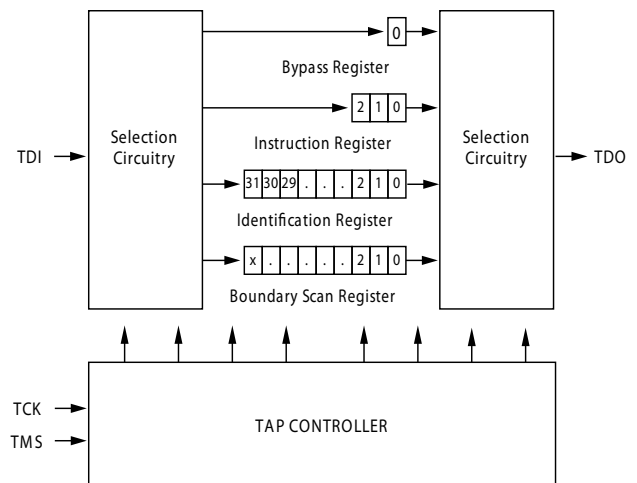 0
Bypass Register
2 1 0
Selection
Circuitry
Selection
Circuitry
TDI
TDO
Instruction Register
31 30 29 . . . 2 1 0
Identification Register
x . . . . . 2 1 0
Boundary Scan Register
TCK
TMS
TAP CONTROLLER